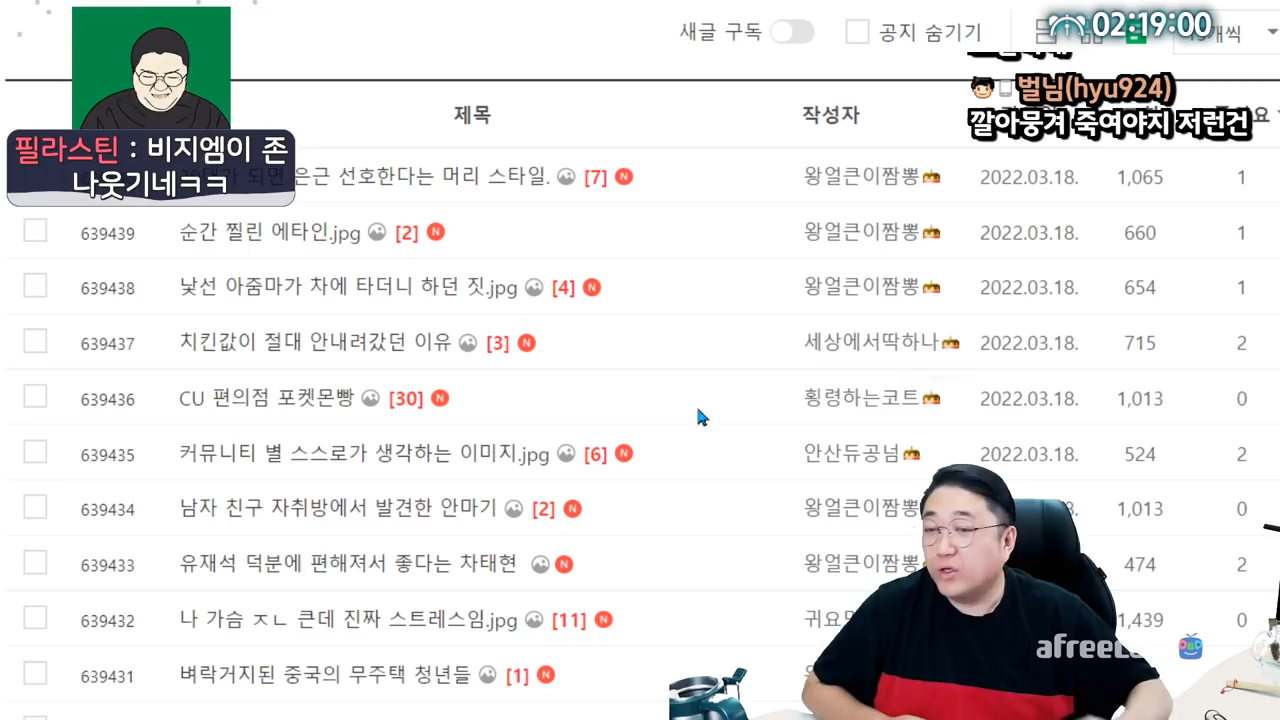 새글 구독 공지 숨기기 개씩
02:19:00
벌님(hyu924)
깔아뭉겨 죽여야지 저런건
필라스틴 : 비지엠이 존
나웃기네ㅋㅋ
제목 작성자
되면 은근 선호한다는 머리 스타일. [7] N 왕얼큰이짬뽕 2022.03.18. 1,065 1
639439 순간 찔린 에타인.jpg [2] N 왕얼큰이짬뽕 2022.03.18. 660 1
639438 낯선 아줌마가 차에 타더니 하던 짓.jpg [4] N 왕얼큰이짬뽕 2022.03.18. 654 1
639437 치킨값이 절대 안내려갔던 이유 [3] N 세상에서딱하나 2022.03.18. 715 2
639436 CU 편의점 포켓몬빵 [30] N 횡령하는코트 2022.03.18. 1,013 0
639435 커뮤니티 별 스스로가 생각하는 이미지.jpg [6] N 안산듀공넘 2022.03.18. 524 2
639434 남자 친구 자취방에서 발견한 안마기 [2] N 왕얼큰이짬뽕 1,013 0
639433 유재석 덕분에 편해져서 좋다는 차태현 N 왕얼큰이짬뽕 474 2
639432 나 가슴 ㅈㄴ 큰데 진짜 스트레스임.jpg [11] N 귀요 1,439 0
639431 벼락거지된 중국의 무주택 청년들 [1] N
afreeca